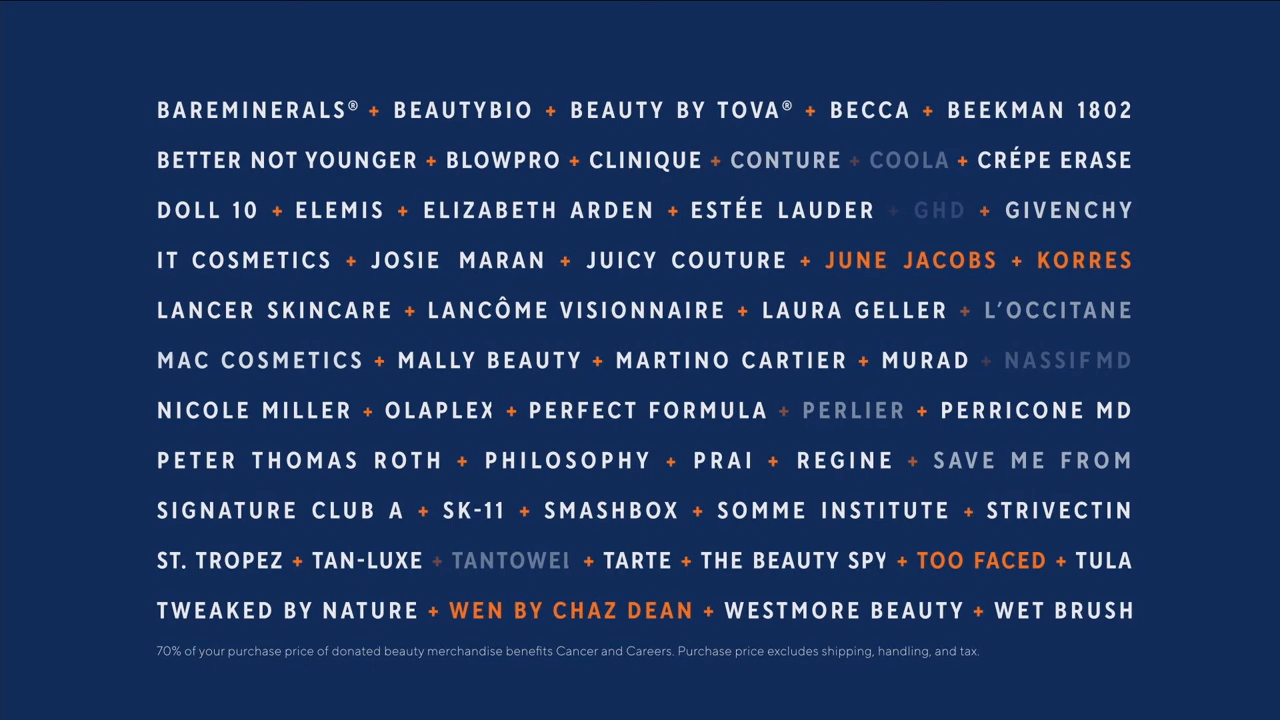 BAREMINERALS® + BEAUTYBIO + BEAUTY BY TOVA® + BECCA + BEEKMAN 1802
BETTER NOT YOUNGER + BLOWPRO + CLINIQUE + CONTURE + COOLA + CRÉPE ERASE
DOLL 10 + ELEMIS + ELIZABETH ARDEN + ESTÉE LAUDER + GHD + GIVENCHY
IT COSMETICS + JOSIE MARAN + JUICY COUTURE + JUNE JACOBS + KORRES
LANCER SKINCARE + LANCÔME VISIONNAIRE + LAURA GELLER + L'OCCITANE
MAC COSMETICS + MALLY BEAUTY + MARTINO CARTIER + MURAD + NASSIFMD
NICOLE MILLER + OLAPLEX + PERFECT FORMULA + PERLIER + PERRICONE MD
PETER THOMAS ROTH + PHILOSOPHY + PRAI + REGINE + SAVE ME FROM
SIGNATURE CLUB A + SK-11 + SMASHBOX + SOMME INSTITUTE + STRIVECTIN
ST. TROPEZ + TAN-LUXE + TANTOWEL + TARTE + THE BEAUTY SPY + TOO FACED + TULA
TWEAKED BY NATURE + WEN BY CHAZ DEAN + WESTMORE BEAUTY + WET BRUSH
70% of your purchase price of donated beauty merchandise benefits Cancer and Careers. Purchase price excludes shipping, handling, and tax.